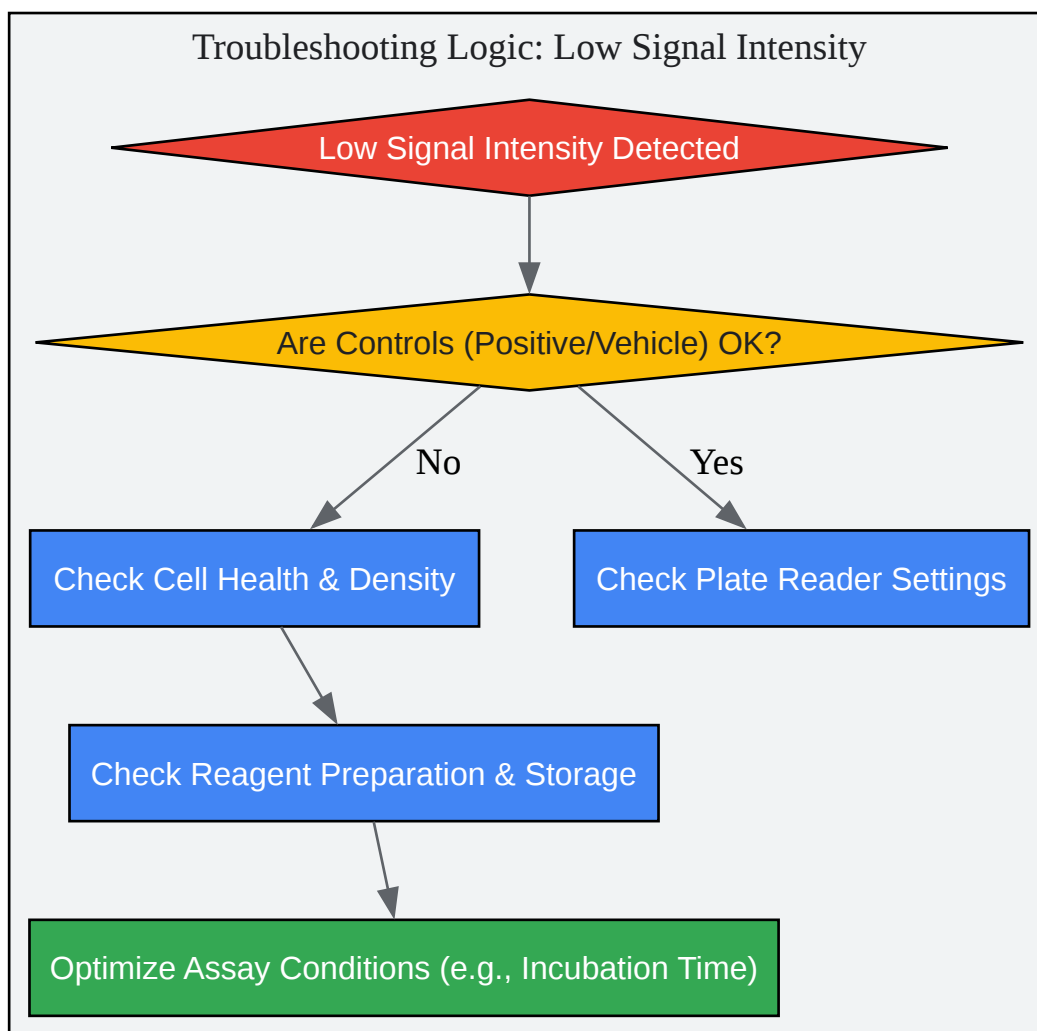 Troubleshooting Logic: Low Signal Intensity
Low Signal Intensity Detected
Are Controls (Positive/Vehicle) OK?
No
Yes
Check Cell Health & Density
Check Plate Reader Settings
Check Reagent Preparation & Storage
Optimize Assay Conditions (e.g., Incubation Time)